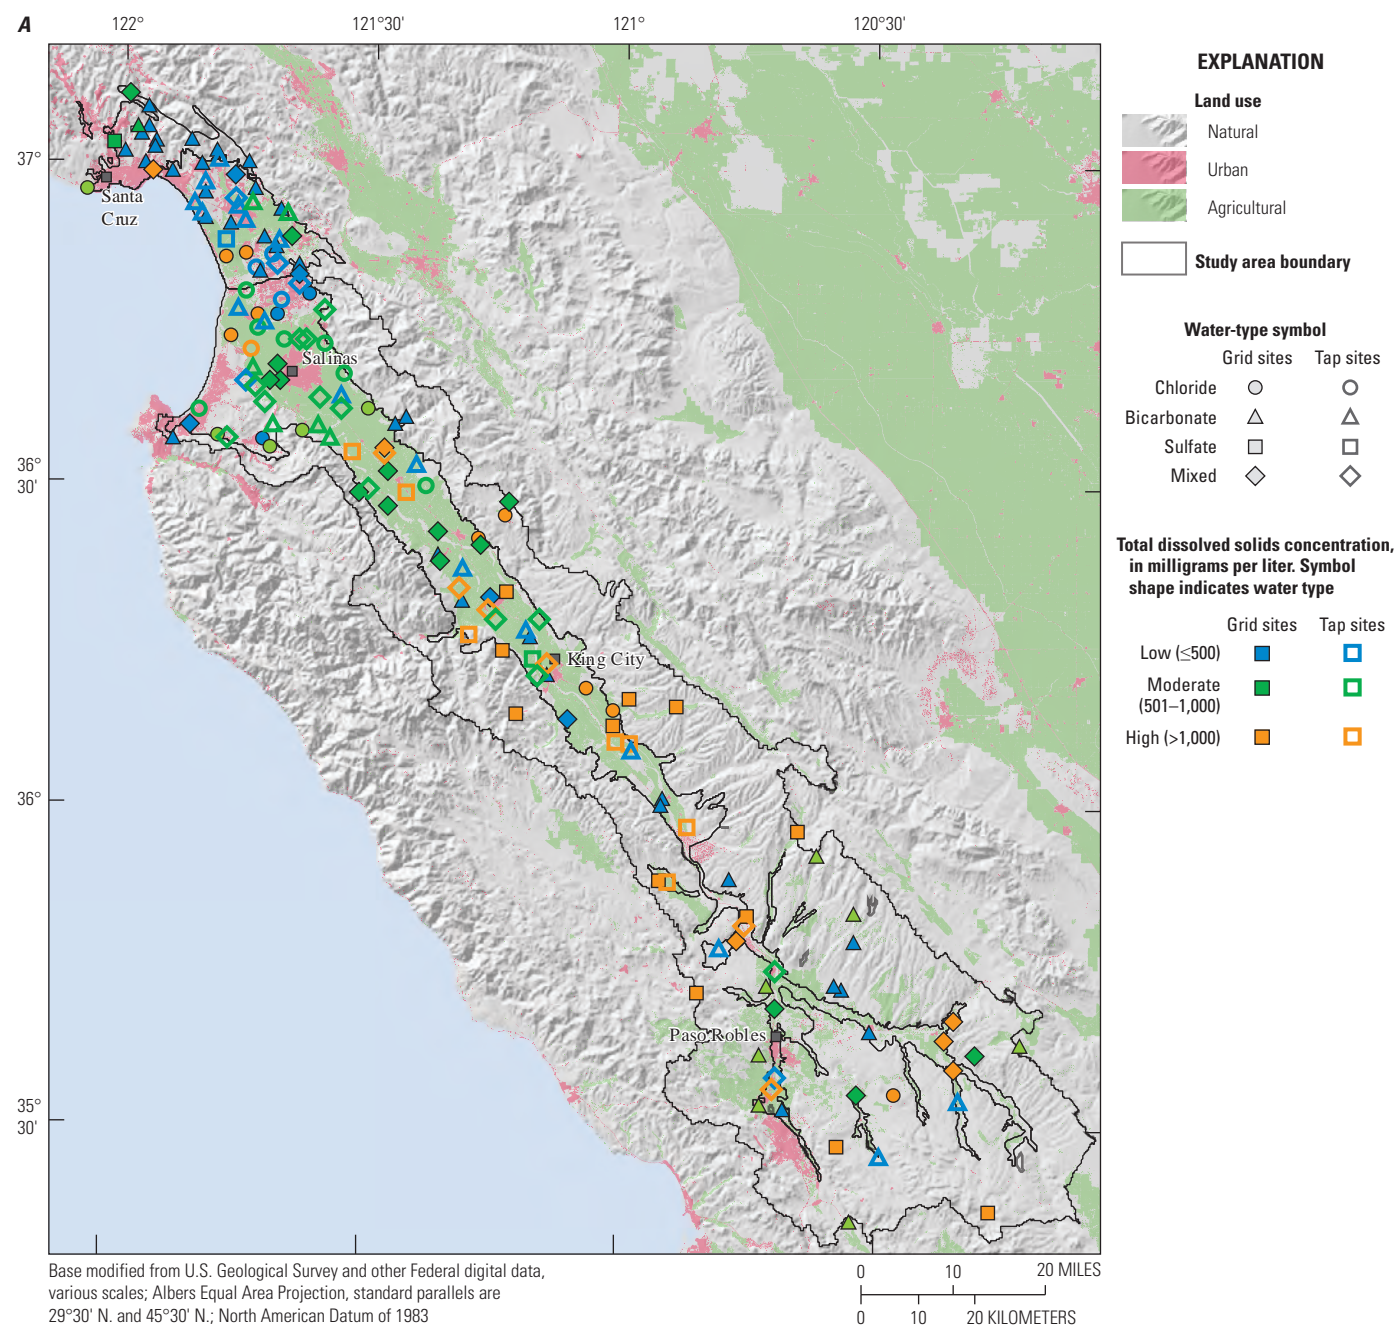 A
122°
121°30'
121°
120°30'
37°
36°
30'
36°
35°
30'
Santa
Cruz
Salinas
King City
Paso Robles
EXPLANATION
Land use
Natural
Urban
Agricultural
Study area boundary
Water-type symbol
Grid sites Tap sites
Chloride
Bicarbonate
Sulfate
Mixed
Total dissolved solids concentration,
in milligrams per liter. Symbol
shape indicates water type
Grid sites Tap sites
Low (≤500)
Moderate
(501–1,000)
High (>1,000)
Base modified from U.S. Geological Survey and other Federal digital data,
various scales; Albers Equal Area Projection, standard parallels are
29°30' N. and 45°30' N.; North American Datum of 1983
0 10 20 MILES
0 10 20 KILOMETERS